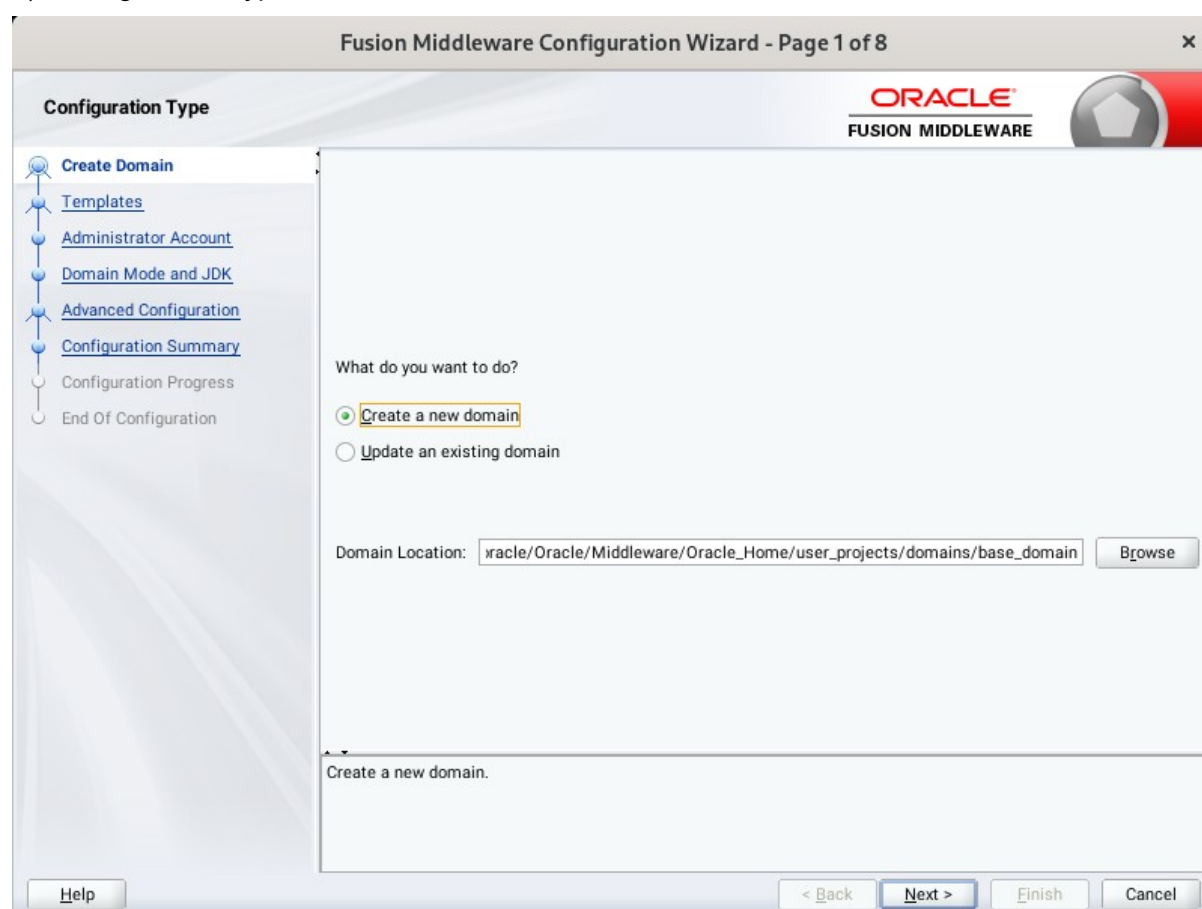 Fusion Middleware Configuration Wizard - Page 1 of 8
Configuration Type
ORACLE
FUSION MIDDLEWARE
Create Domain
Templates
Administrator Account
Domain Mode and JDK
Advanced Configuration
Configuration Summary
Configuration Progress
End Of Configuration
What do you want to do?
Create a new domain
Update an existing domain
Domain Location: racle/Oracle/Middleware/Oracle_Home/user_projects/domains/base_domain Browse
Create a new domain.
Help < Back Next > Finish Cancel